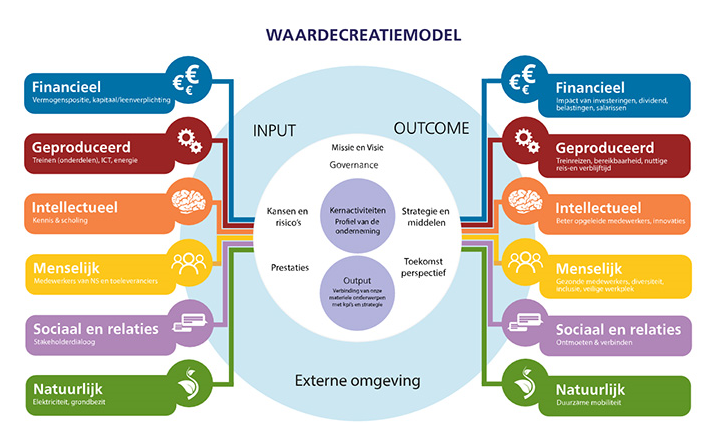 WAARDECREATIEMODEL
Financieel
Vermogenspositie, kapitaal/leenverplichting
Geproduceerd
Treinen (onderdelen), ICT, energie
Intellectueel
Kennis & scholing
Menselijk
Medewerkers van NS en toeleveranciers
Sociaal en relaties
Stakeholderdialoog
Natuurlijk
Elektriciteit, grondbezit
INPUT
OUTCOME
Missie en Visie
Governance
Kansen en
risico's
Kernactiviteiten
Profiel van de
onderneming
Strategie en
middelen
Prestaties
Output
Verbinding van onze
materiele onderwerpen
met kpi's en strategie
Toekomst
perspectief
Externe omgeving
Financieel
Impact van investeringen, dividend,
belastingen, salarissen
Geproduceerd
Treinreizen, bereikbaarheid, nuttige
reis-en verblijftijd
Intellectueel
Beter opgeleide medewerkers, innovaties
Menselijk
Gezonde medewerkers, diversiteit,
inclusie, veilige werkplek
Sociaal en relaties
Ontmoeten & verbinden
Natuurlijk
Duurzame mobiliteit